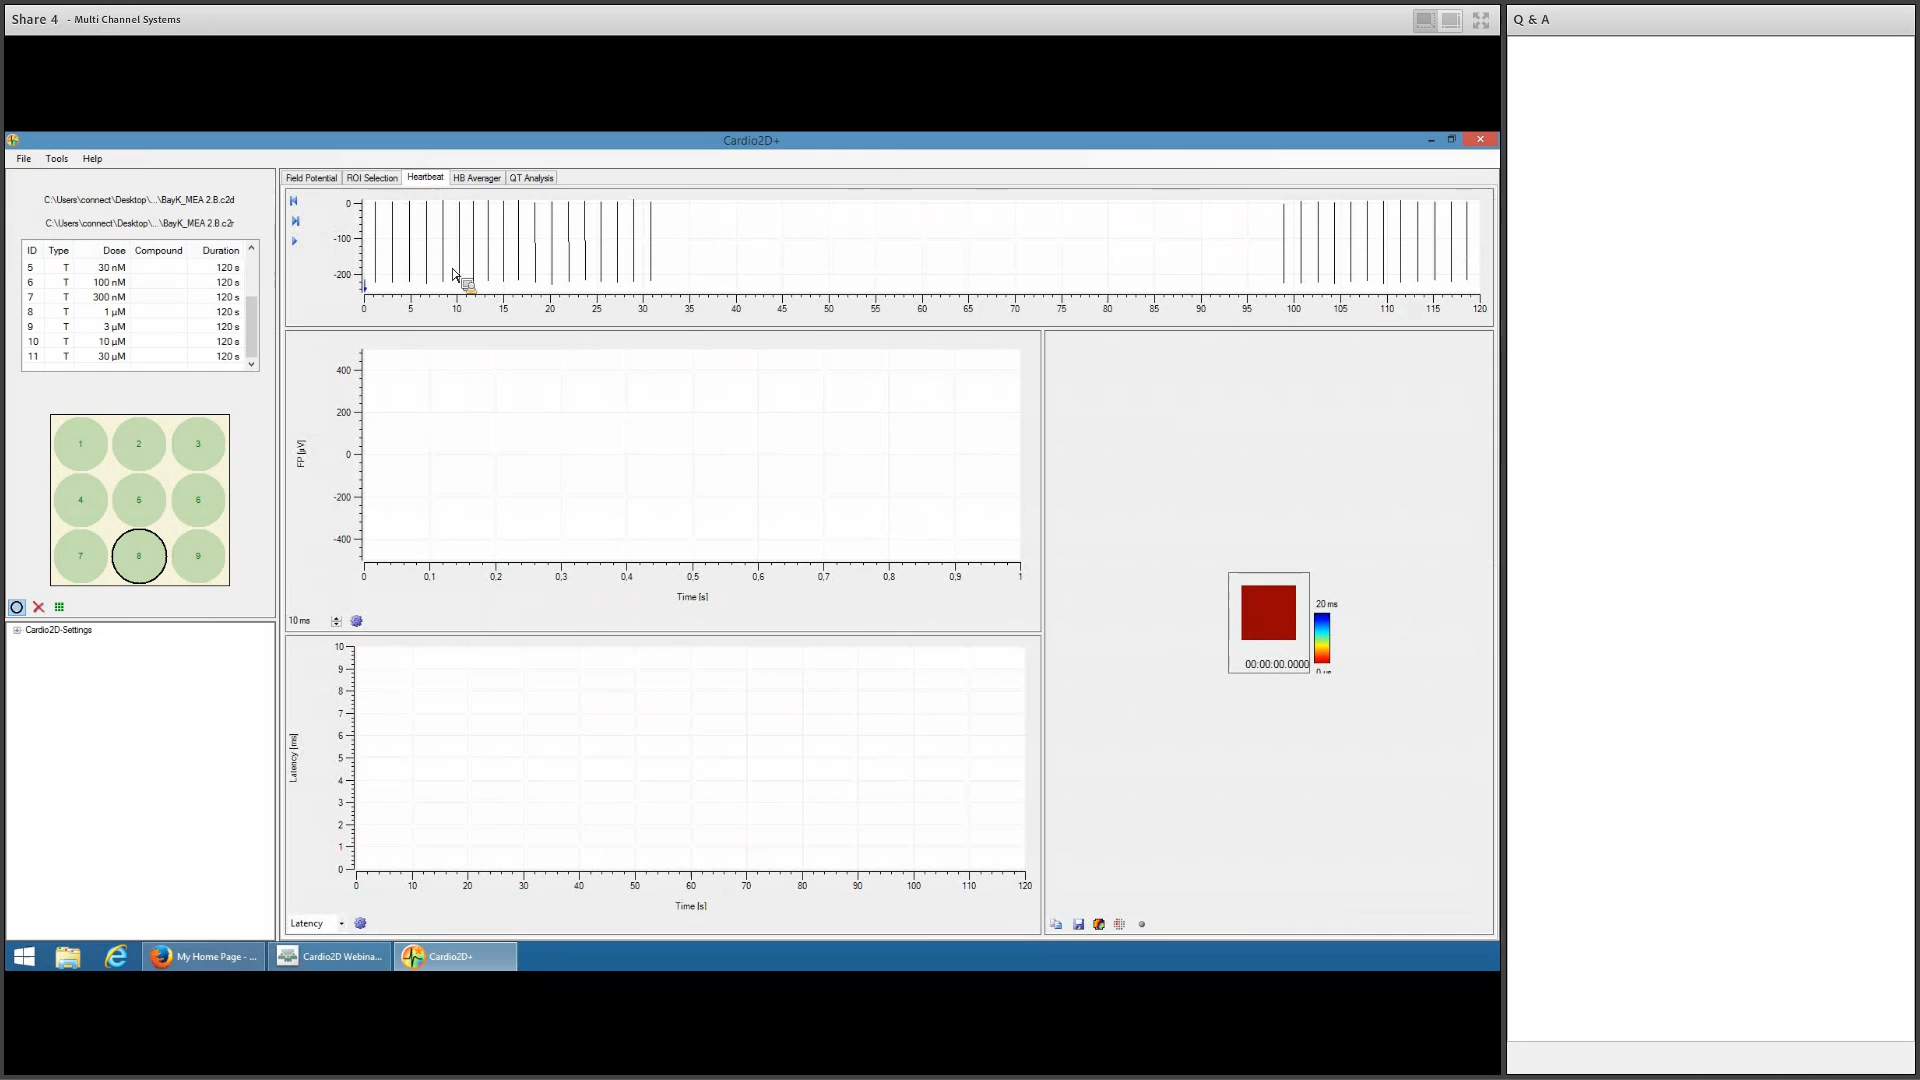 Share 4 - Multi Channel Systems
Q & A
Cardio2D+
File Tools Help
C:\Users\connect\Desktop\...\BayK_MEA 2.B.c2d
C:\Users\connect\Desktop\...\BayK_MEA 2.B.c2r
ID Type Dose Compound Duration
5 T 30 nM 120 s
6 T 100 nM 120 s
7 T 300 nM 120 s
8 T 1 µM 120 s
9 T 3 µM 120 s
10 T 10 µM 120 s
11 T 30 µM 120 s
1 2 3
4 5 6
7 8 9
Cardio2D-Settings
Field Potential ROI Selection Heartbeat HB Averager QT Analysis
0
-100
-200
0 5 10 15 20 25 30 35 40 45 50 55 60 65 70 75 80 85 90 95 100 105 110 115 120
400
200
0
-200
-400
FP [µV]
0 0,1 0,2 0,3 0,4 0,5 0,6 0,7 0,8 0,9 1
Time [s]
10 ms
10
9
8
7
6
5
4
3
2
1
0
Latency [ms]
0 10 20 30 40 50 60 70 80 90 100 110 120
Time [s]
Latency
20 ms
00:00:00.0000
My Home Page - ... Cardio2D Webina... Cardio2D+